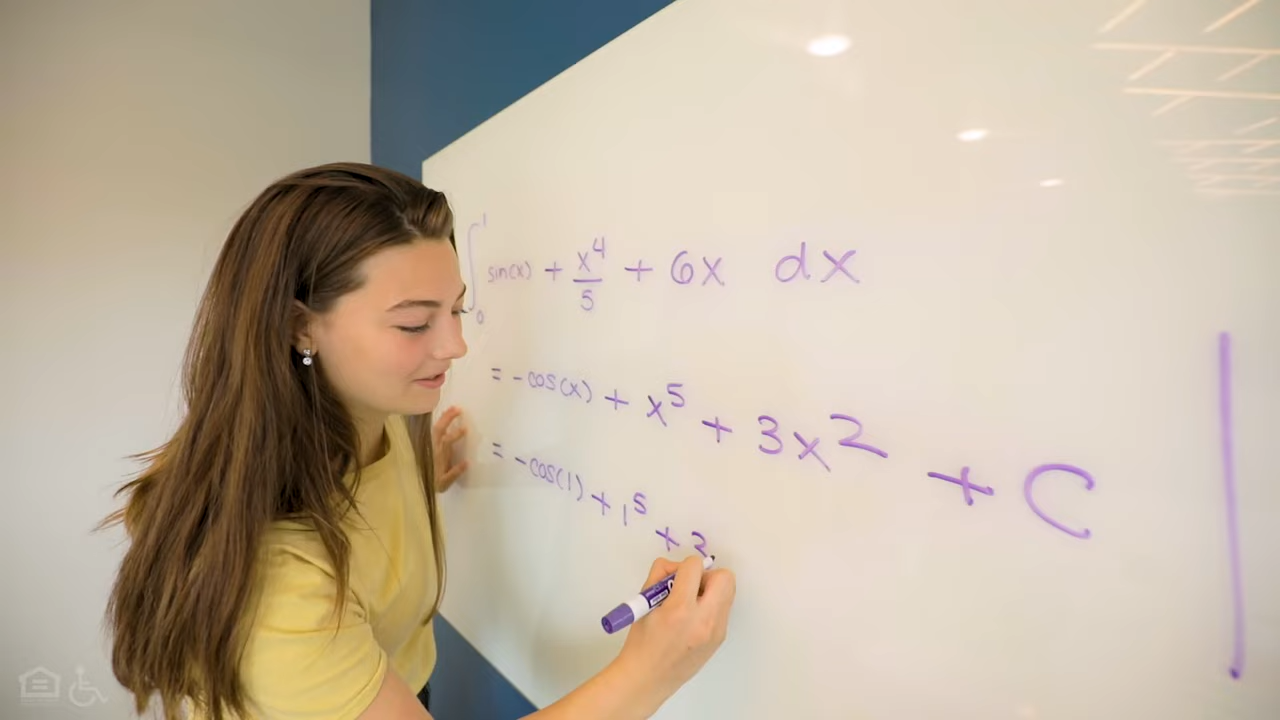 ∫₀¹ sin(x) + x⁴/5 + 6x dx
= -cos(x) + x⁵ + 3x² + C
= -cos(1) + 1⁵ + 3